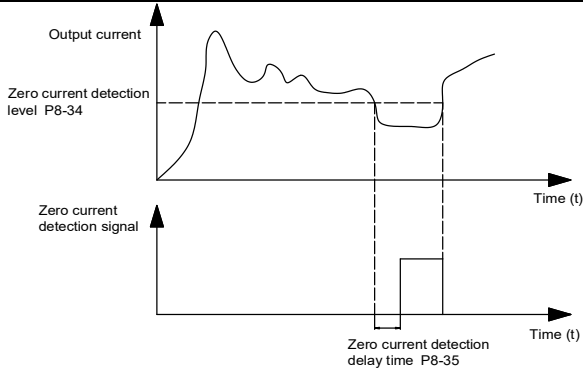 Output current
Zero current detection
level P8-34
Time (t)
Zero current
detection signal
Time (t)
Zero current detection
delay time P8-35